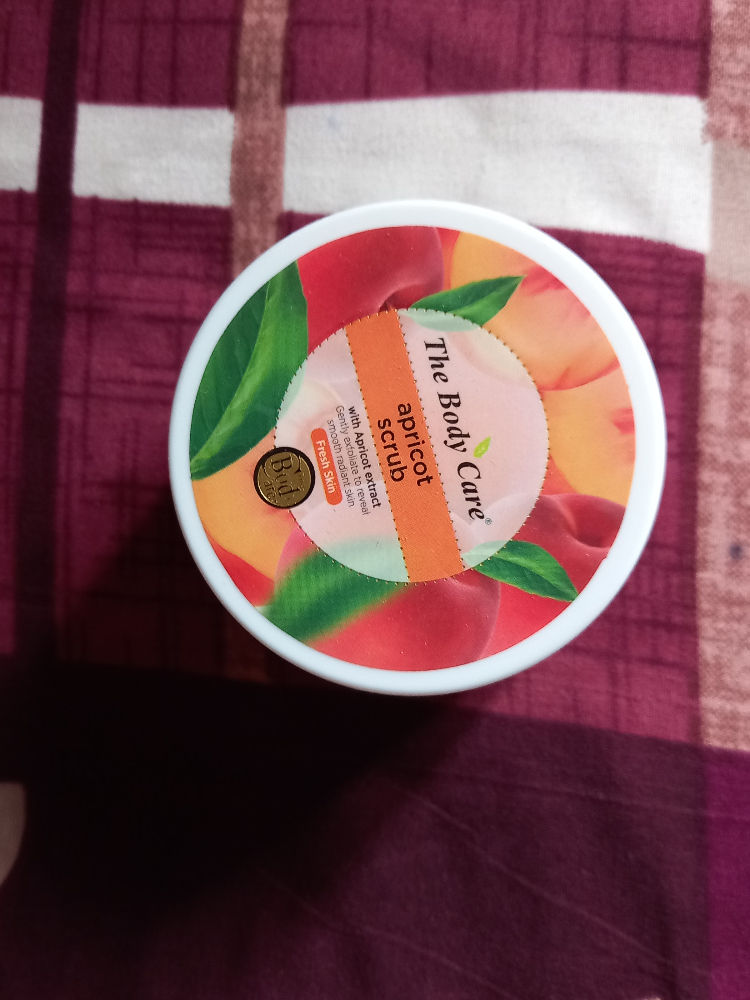 The Body Care®
apricot
scrub
with Apricot extract
Gently exfoliate to reveal
smooth radiant skin
Fresh Skin